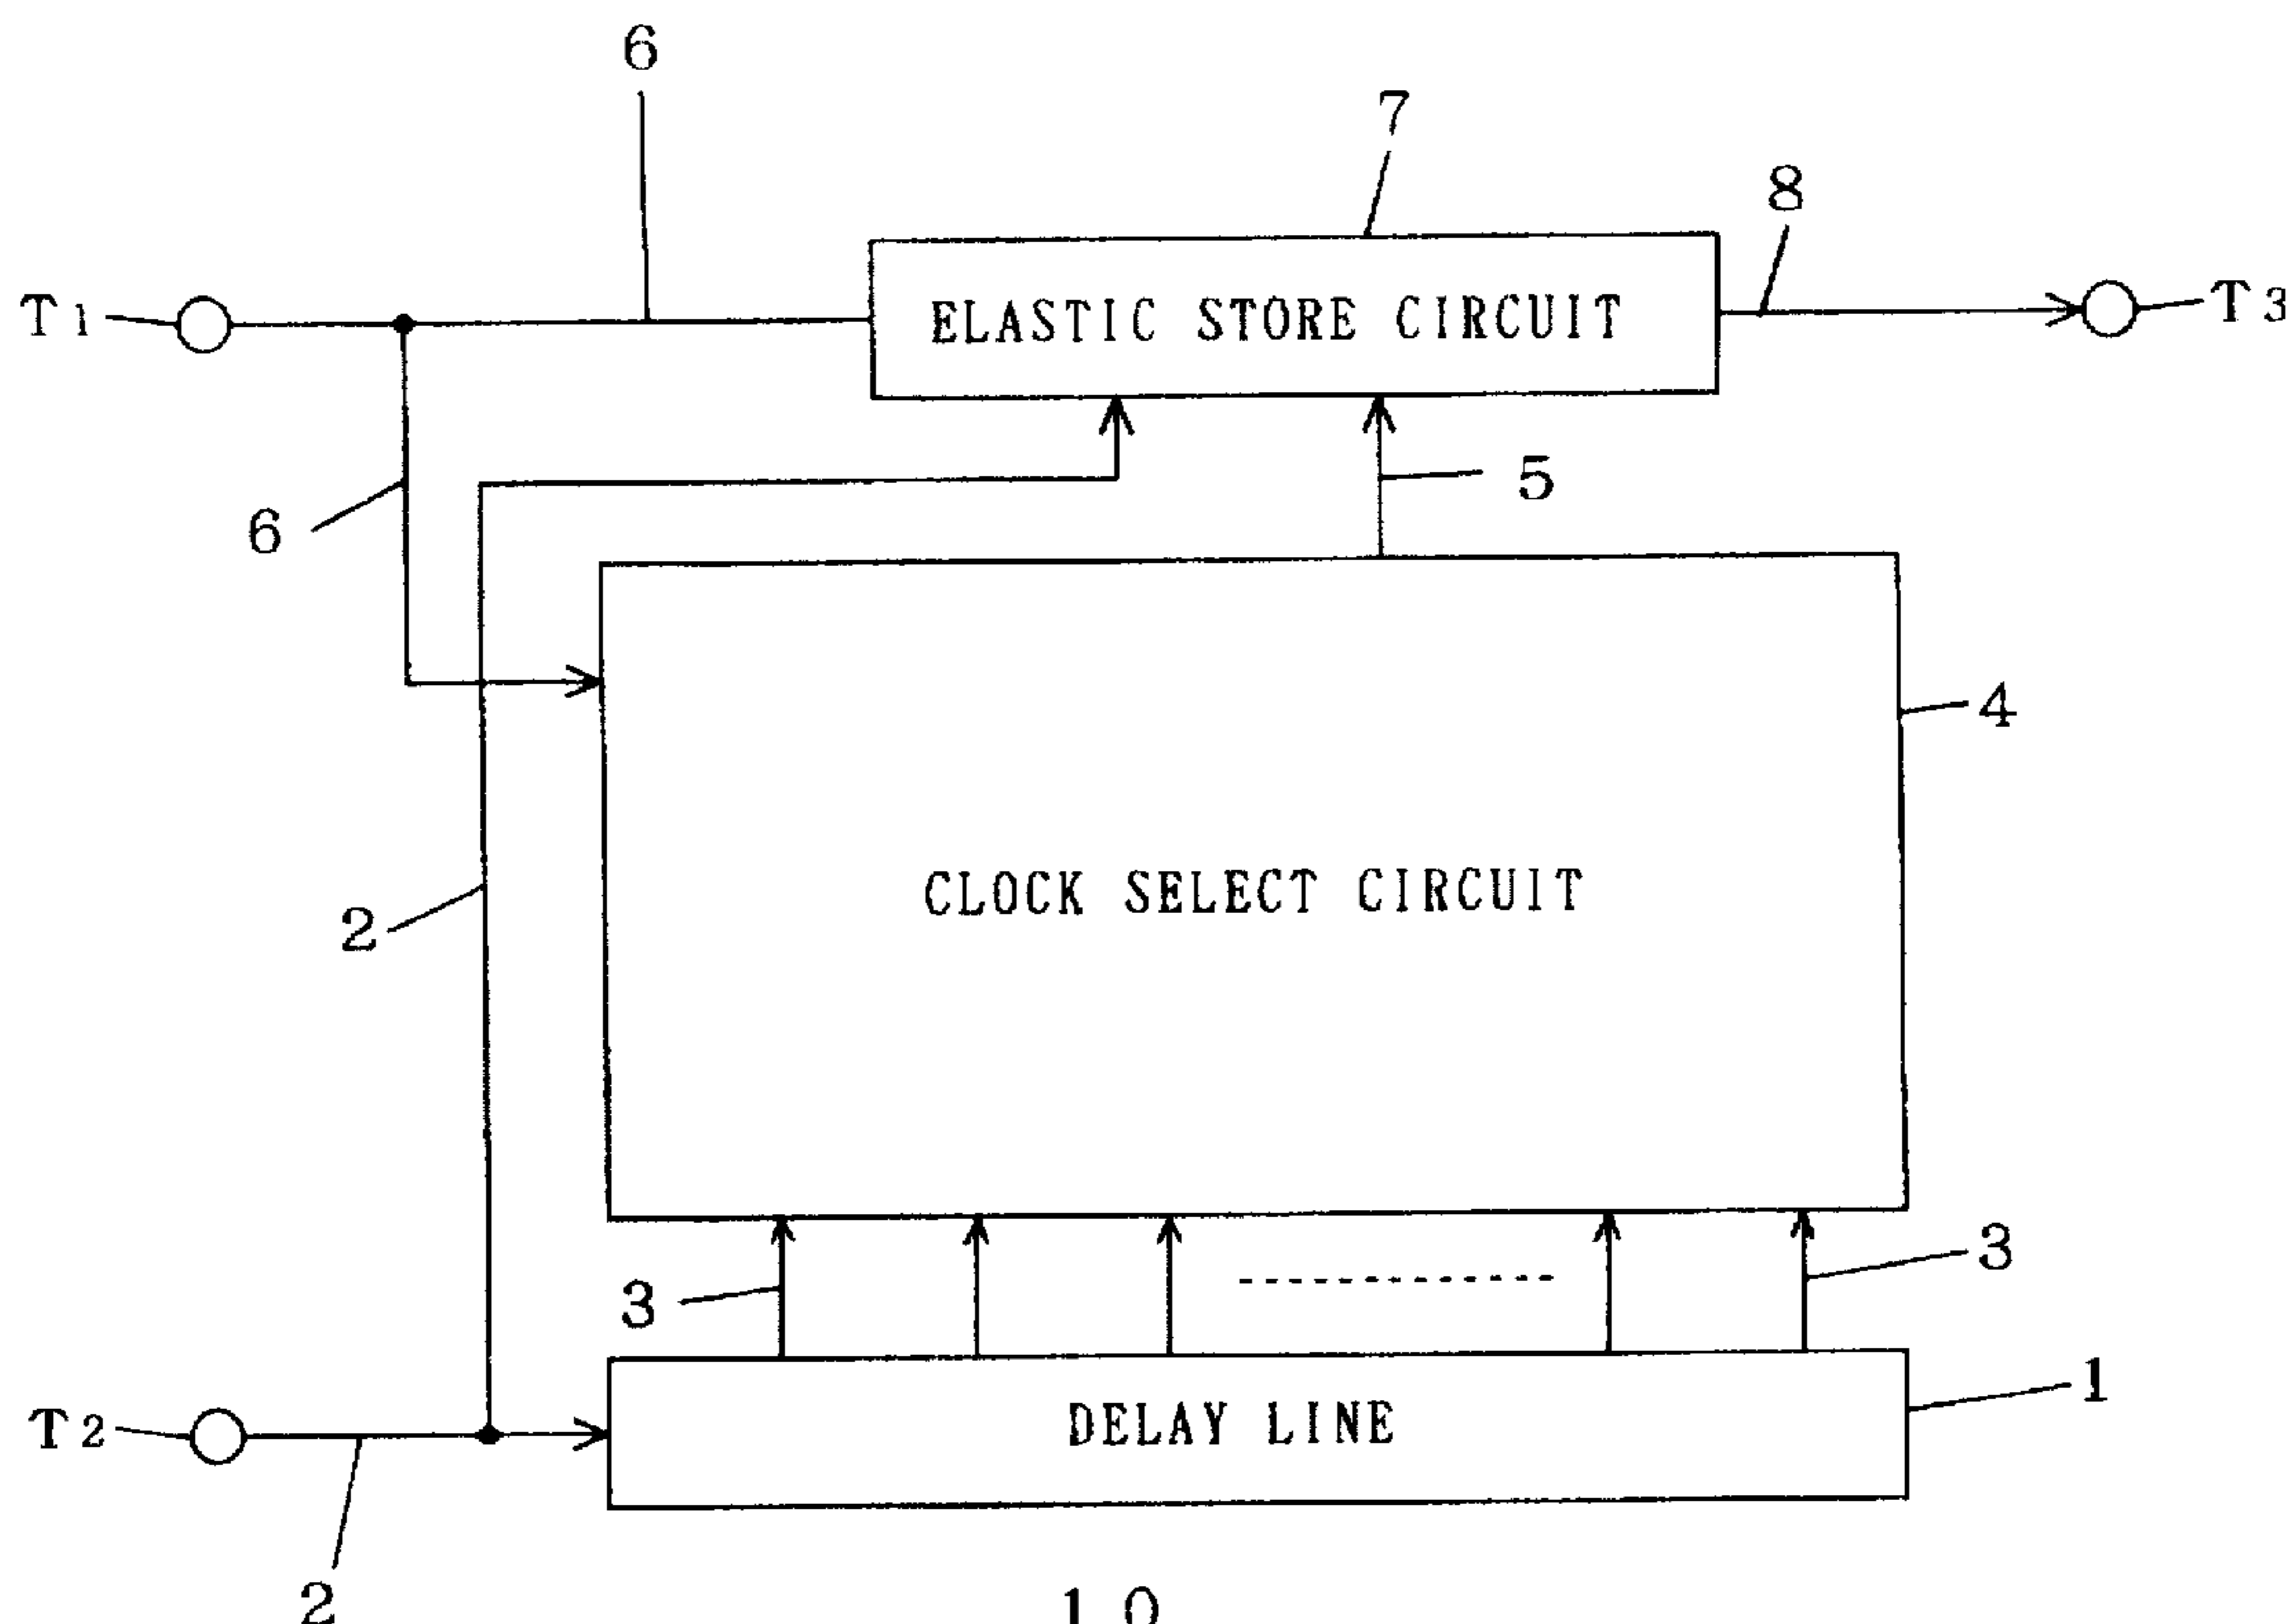 6
7
8
T1
ELASTIC STORE CIRCUIT
T3
5
6
4
CLOCK SELECT CIRCUIT
2
3
3
1
T2
DELAY LINE
2
10